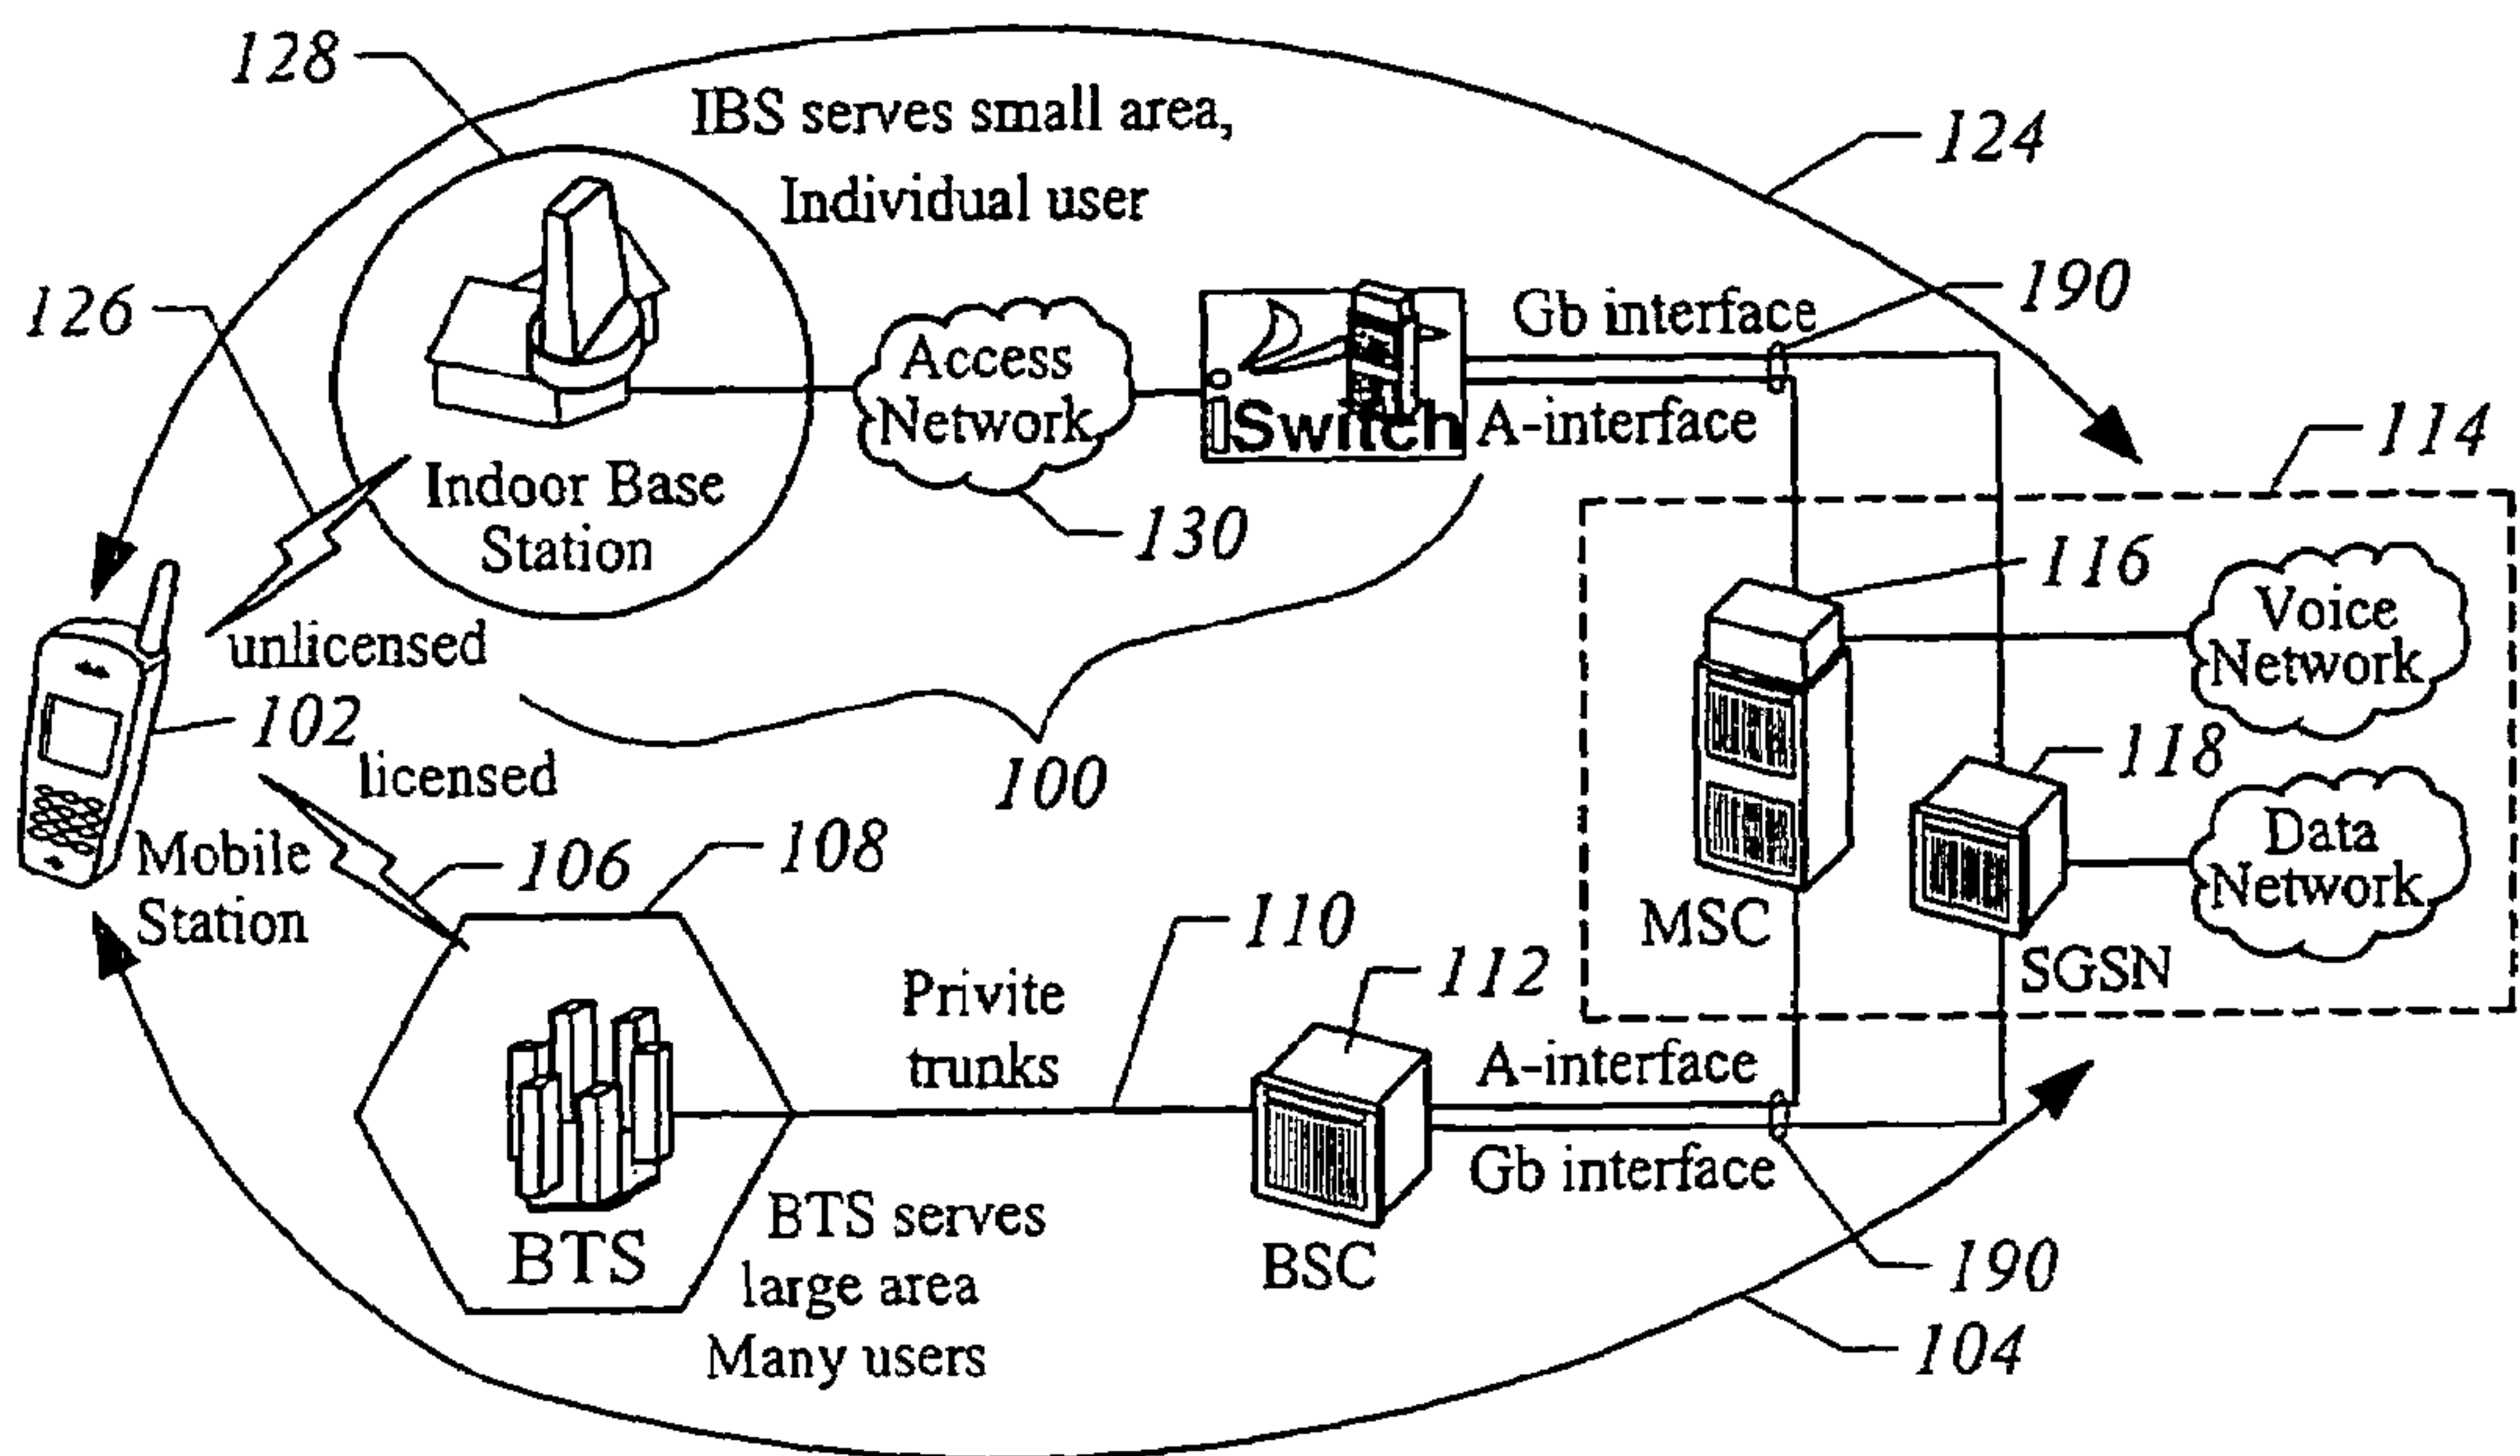 128
IBS serves small area,
Individual user
124
190
126
Gb interface
Access
Network
iSwitch
A-interface
114
Indoor Base
Station
130
116
Voice
Network
unlicensed
102
licensed
100
118
Data
Network
Mobile
Station
106
108
MSC
SGSN
110
112
Privite
trunks
A-interface
Gb interface
BTS
BTS serves
large area
Many users
BSC
190
104